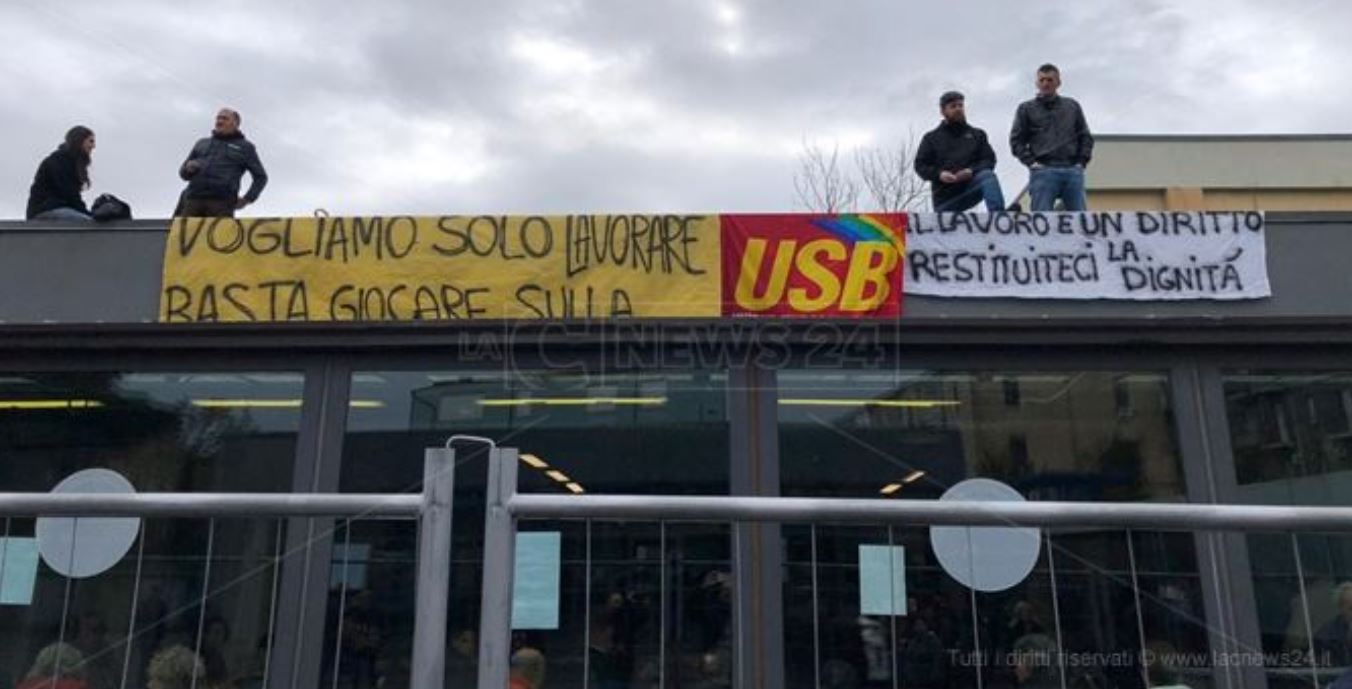 VOGLIAMO SOLO LAVORARE
BASTA GIOCARE SULLA
USB
IL LAVORO E UN DIRITTO
RESTITUITECI LA
DIGNITÁ
LA C NEWS 24
Tutti i diritti riservati © www.lacnews24.it